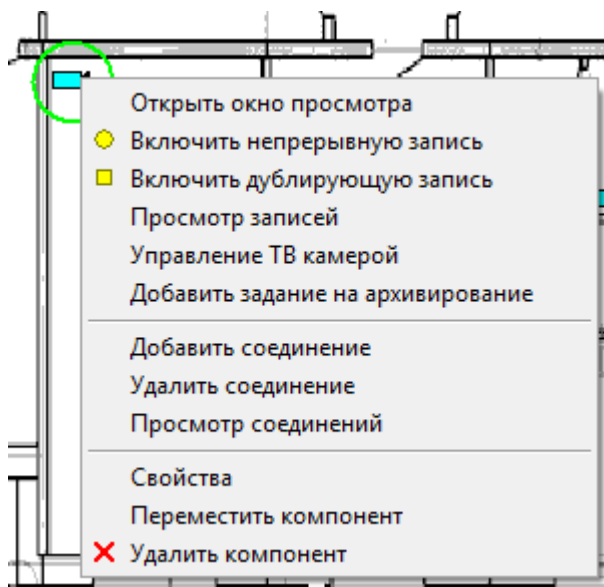 Открыть окно просмотра
Включить непрерывную запись
Включить дублирующую запись
Просмотр записей
Управление ТВ камерой
Добавить задание на архивирование
Добавить соединение
Удалить соединение
Просмотр соединений
Свойства
Переместить компонент
Удалить компонент